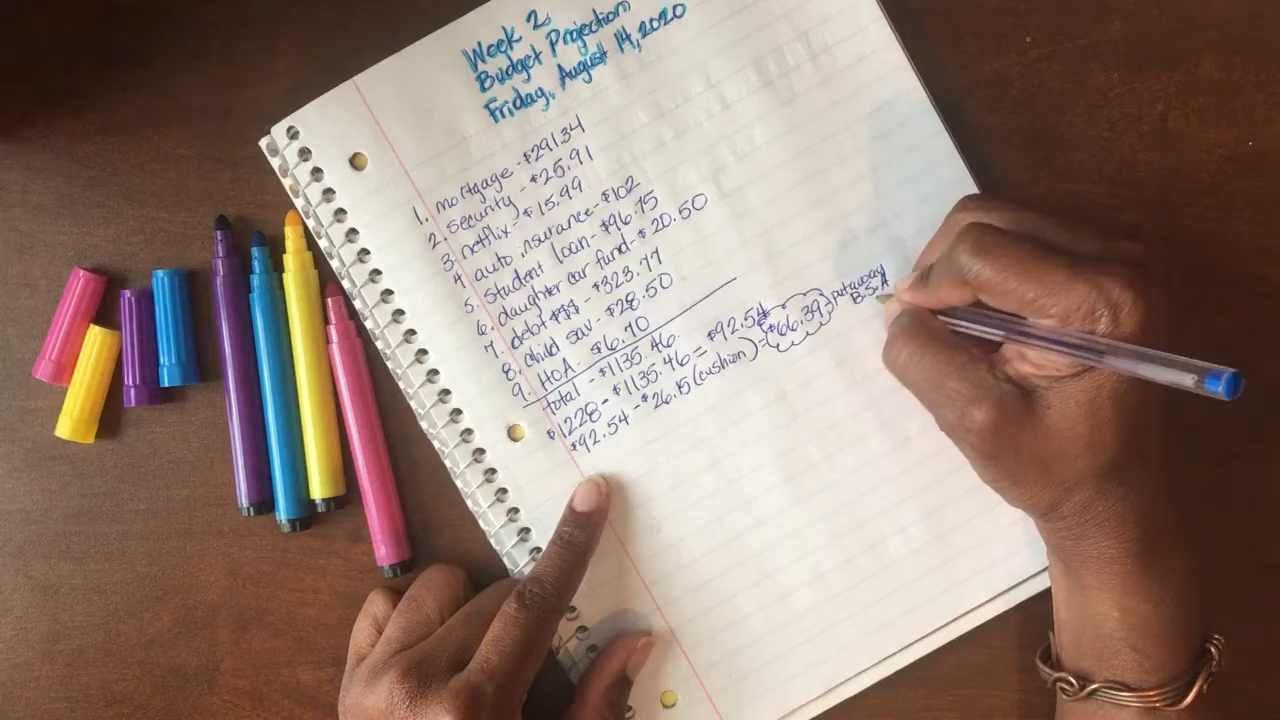 Week 2
Budget Projection
Friday, August 14, 2020
1. mortgage - $291.34
2. security - $25.91
3. netflix - $15.99
4. auto insurance - $102
5. student loan - $96.75
6. daughter car fund - $20.50
7. debt $$$ - $323.77
8. child sav - $28.50
9. HOA - $6.70
total - $1135.46
$1228 - $1135.46 = $92.54
$92.54 - $26.15 (cushion) = $66.39 put away
B.S.A